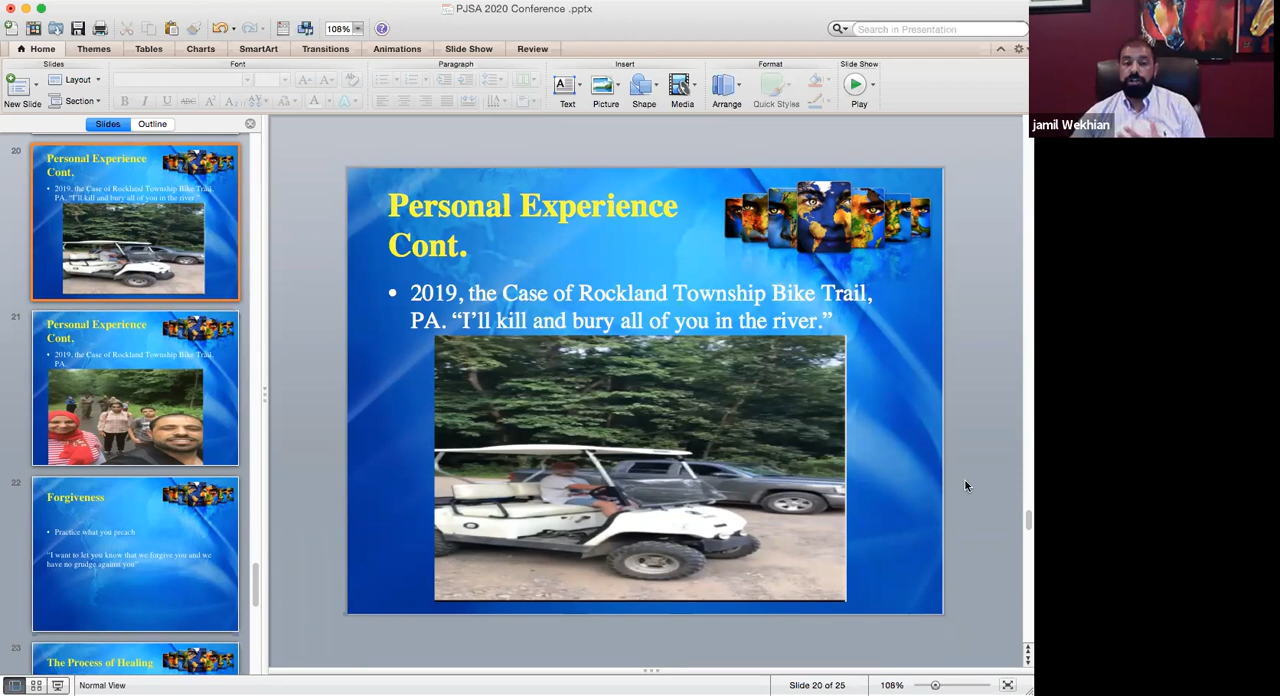 PJSA 2020 Conference .pptx
108%
Search in Presentation
Home
Themes
Tables
Charts
SmartArt
Transitions
Animations
Slide Show
Review
Slides
Font
Paragraph
Insert
Format
Slide Show
New Slide
Layout
Section
B I U ABC
Text
Picture
Shape
Media
Arrange
Quick Styles
Play
Slides
Outline
20
Personal Experience
Cont.
• 2019, the Case of Rockland Township Bike Trail,
PA. “I’ll kill and bury all of you in the river.”
21
Personal Experience
Cont.
• 2019, the Case of Rockland Township Bike Trail,
PA.
22
Forgiveness
• Practice what you preach
“I want to let you know that we forgive you and we
have no grudge against you”
23
The Process of Healing
Personal Experience
Cont.
• 2019, the Case of Rockland Township Bike Trail,
PA. “I’ll kill and bury all of you in the river.”
jamil Wekhian
Normal View
Slide 20 of 25
108%